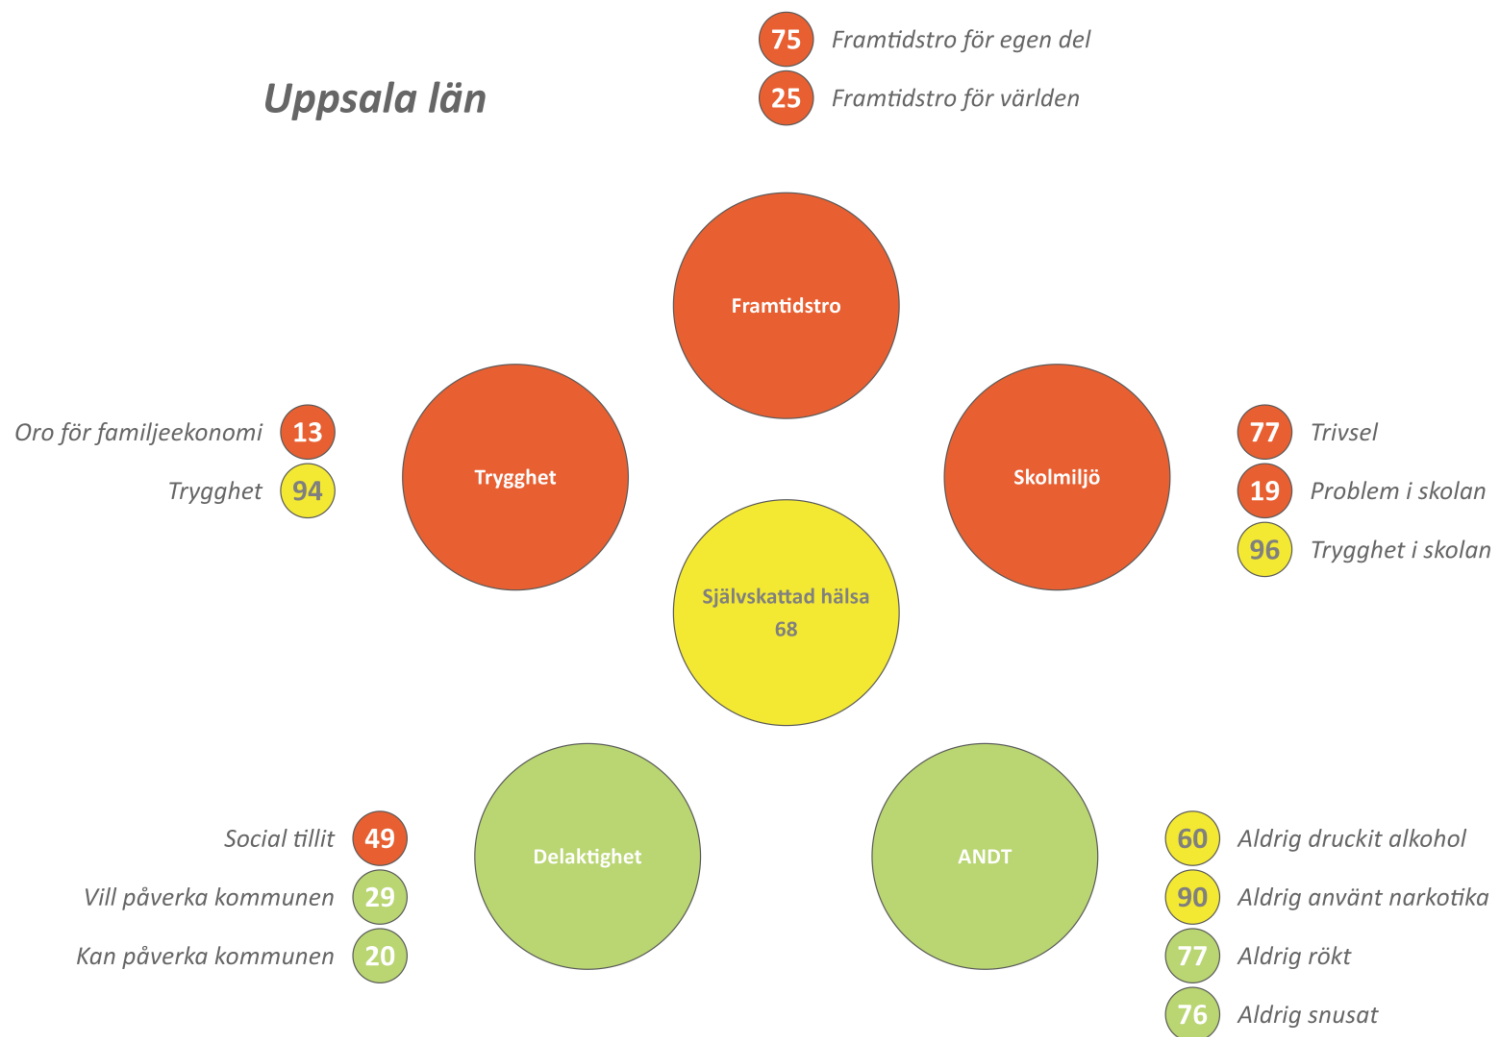 75 Framtidstro för egen del
Uppsala län
25 Framtidstro för världen
Framtidstro
Oro för familjeekonomi 13
Trygghet 94
Trygghet
Skolmiljö
77 Trivsel
19 Problem i skolan
96 Trygghet i skolan
Självskattad hälsa
68
Social tillit 49
Vill påverka kommunen 29
Kan påverka kommunen 20
Delaktighet
ANDT
60 Aldrig druckit alkohol
90 Aldrig använt narkotika
77 Aldrig rökt
76 Aldrig snusat